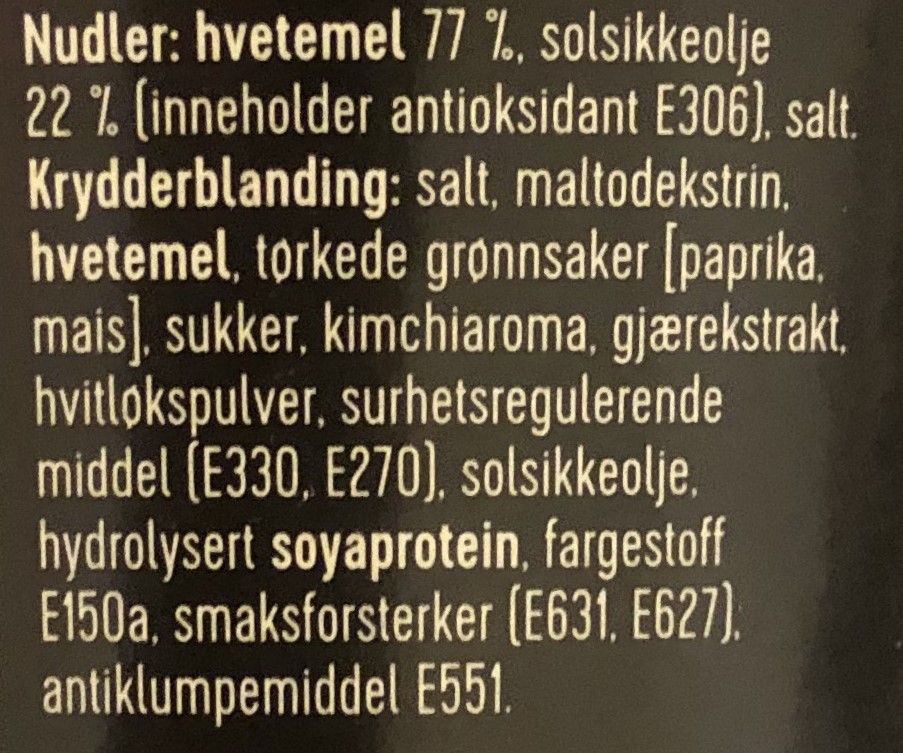 Nudler: hvetemel 77 %, solsikkeolje
22 % (inneholder antioksidant E306), salt.
Krydderblanding: salt, maltodekstrin,
hvetemel, tørkede grønnsaker [paprika,
mais], sukker, kimchiaroma, gjærekstrakt,
hvitløkspulver, surhetsregulerende
middel (E330, E270), solsikkeolje,
hydrolysert soyaprotein, fargestoff
E150a, smaksforsterker (E631, E627),
antiklumpemiddel E551.